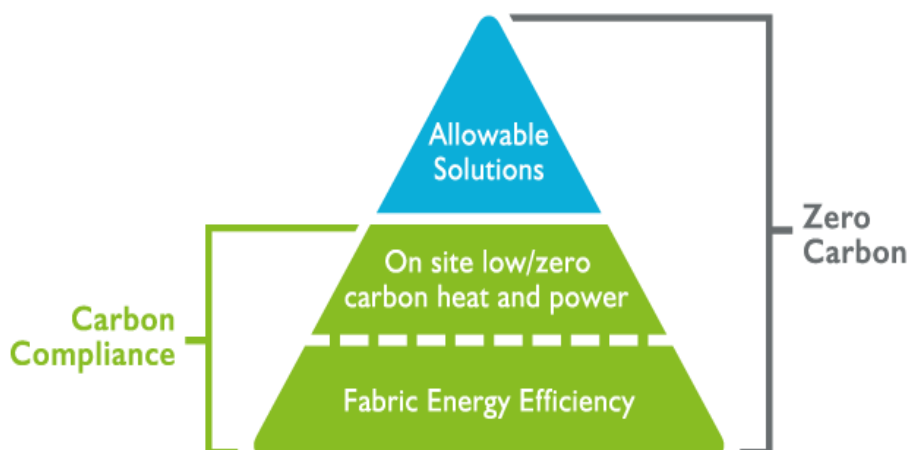 Allowable
Solutions
Zero
Carbon
On site low/zero
carbon heat and power
Carbon
Compliance
Fabric Energy Efficiency